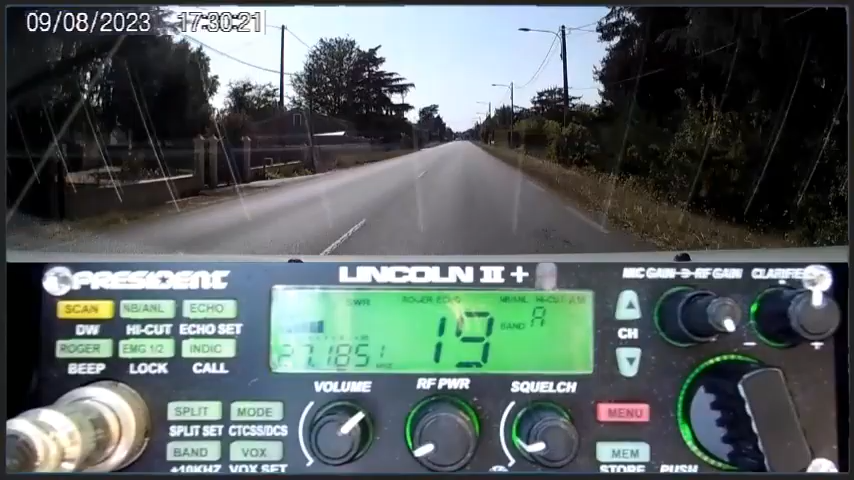 09/08/2023 17:30:21
PRESIDENT LINCOLN II + MIC GAIN RF GAIN CLARIFIER
SCAN NB/ANL ECHO
DW HI-CUT ECHO SET
ROGER EMG 1/2 INDIC
BEEP LOCK CALL
SWR ROGER ECHO NB/ANL HI-CUT
19 BAND A
27.185
CH
VOLUME RF PWR SQUELCH
SPLIT MODE
SPLIT SET CTCSS/DCS
BAND VOX
+10KHZ VOX SET
MENU
MEM
STORE PUSH